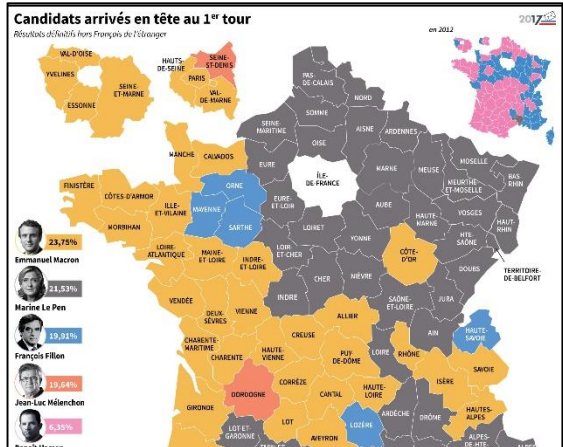 Candidats arrivés en tête au 1er tour
Résultats définitifs hors Français de l'étranger
en 2012
2017
VAL-D'OISE
YVELINES
SEINE-
ET-MARNE
ESSONNE
HAUTS-
DE-SEINE
SEINE-
ST-DENIS
PARIS
VAL-
DE-MARNE
PAS-
DE-CALAIS
NORD
SOMME
SEINE-
MARITIME
AISNE
ARDENNES
OISE
MANCHE
CALVADOS
EURE
ÎLE-
DE-FRANCE
MARNE
MEUSE
MOSELLE
BAS
RHIN
MEURTHE
ET-MOSELLE
FINISTÈRE
CÔTES-D'ARMOR
ORNE
EURE-
ET-LOIR
AUBE
ILLE-
ET-VILAINE
MAYENNE
SARTHE
HAUTE-
MARNE
VOSGES
HAUT-
RHIN
MORBIHAN
LOIRET
YONNE
HTE-
SAÔNE
LOIRE-
ATLANTIQUE
MAINE-
ET-LOIRE
INDRE-
ET-LOIRE
LOIR
ET-CHER
CÔTE-
D'OR
DOUBS
TERRITOIRE-
DE-BELFORT
23,75%
Emmanuel Macron
CHER
NIÈVRE
INDRE
SAÔNE-
ET-LOIRE
JURA
VENDÉE
DEUX-
SÈVRES
VIENNE
21,53%
Marine Le Pen
ALLIER
AIN
HAUTE-
SAVOIE
CHARENTE-
MARITIME
CREUSE
19,91%
François Fillon
CHARENTE
HAUTE-
VIENNE
PUY-
DE-DÔME
LOIRE
RHÔNE
SAVOIE
ISÈRE
19,64%
Jean-Luc Mélenchon
DORDOGNE
CORRÈZE
CANTAL
HAUTE-
LOIRE
GIRONDE
LOT
LOZÈRE
ARDÈCHE
DRÔME
HAUTES-
ALPES
6,35%
LOT-ET-
GARONNE
AVEYRON
ALPES-
DE-HTE-